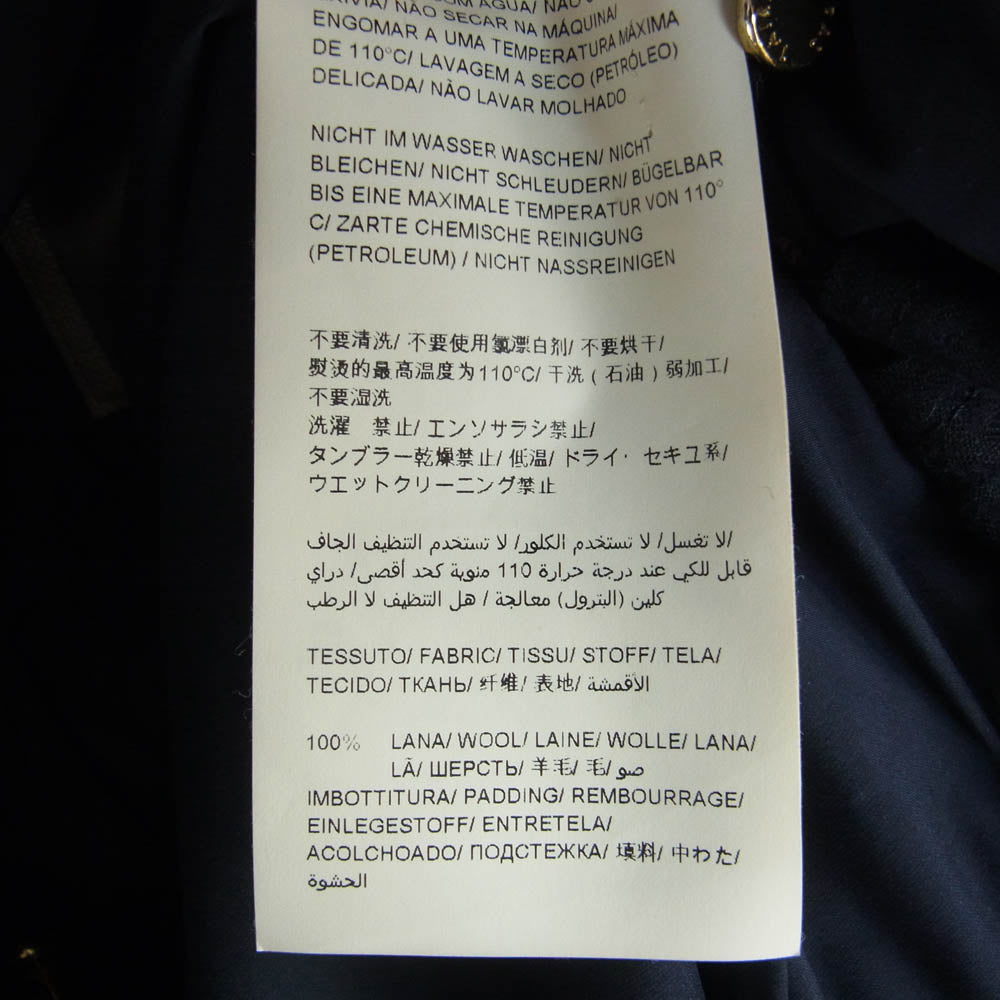 COM ÁGUA/ NÃO
LIXÍVIA/ NÃO SECAR NA MÁQUINA/
ENGOMAR A UMA TEMPERATURA MÁXIMA
DE 110°C/ LAVAGEM A SECO (PETRÓLEO)
DELICADA/ NÃO LAVAR MOLHADO
NICHT IM WASSER WASCHEN/ NICHT
BLEICHEN/ NICHT SCHLEUDERN/ BÜGELBAR
BIS EINE MAXIMALE TEMPERATUR VON 110°
C/ ZARTE CHEMISCHE REINIGUNG
(PETROLEUM) / NICHT NASSREINIGEN
不要清洗/ 不要使用氯漂白剂/ 不要烘干/
熨烫的最高温度为110°C/ 干洗 ( 石油 ) 弱加工/
不要湿洗
洗濯　禁止/ エンソサラシ禁止/
タンブラー乾燥禁止/ 低温/ ドライ· セキユ系/
ウエットクリーニング禁止
لا تغسل/ لا تستخدم الكلور/ لا تستخدم التنظيف الجاف/
قابل للكي عند درجة حرارة 110 مئوية كحد أقصى/ دراي
كلين (البترول) معالجة / هل التنظيف لا الرطب
TESSUTO/ FABRIC/ TISSU/ STOFF/ TELA/
TECIDO/ ТКАНЬ/ 纤维/ 表地/ الأقمشة
100% LANA/ WOOL/ LAINE/ WOLLE/ LANA/
LÃ/ ШЕРСТЬ/ 羊毛/ 毛/ صو
IMBOTTITURA/ PADDING/ REMBOURRAGE/
EINLEGESTOFF/ ENTRETELA/
ACOLCHOADO/ ПОДСТЕЖКА/ 填料/ 中わた/
الحشوة